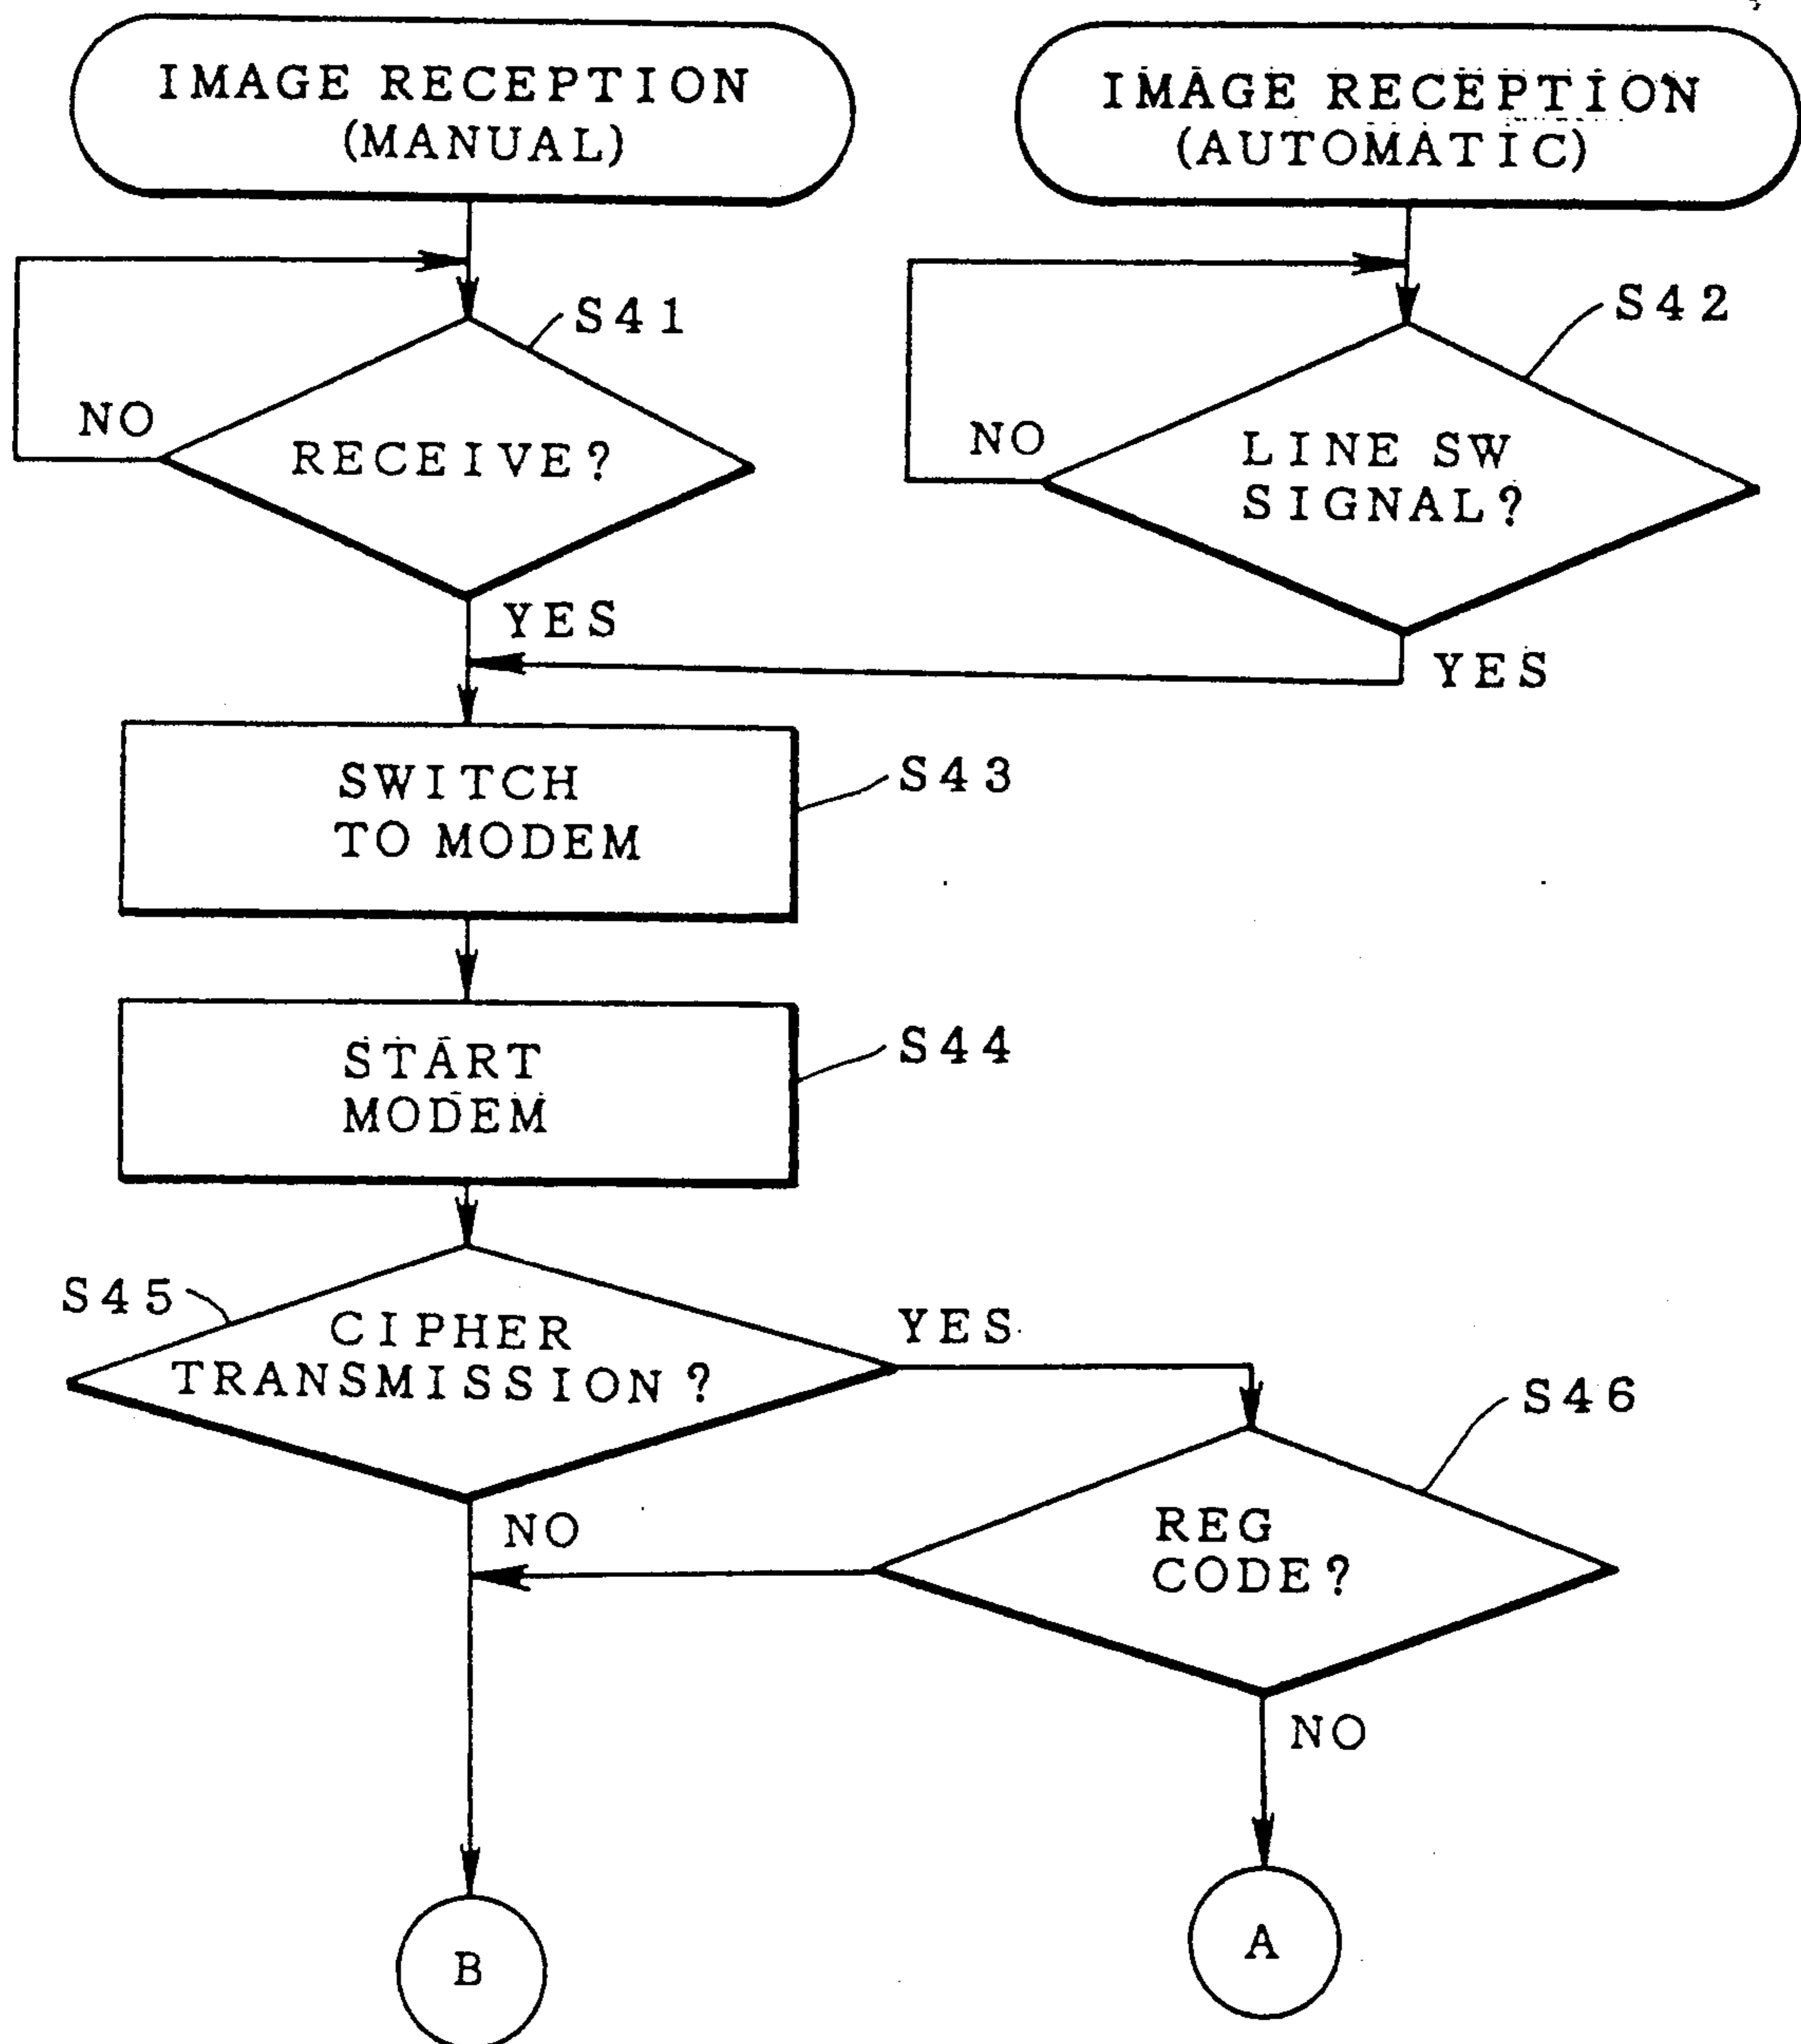 IMAGE RECEPTION
(MANUAL)
IMAGE RECEPTION
(AUTOMATIC)
S41
S42
NO
RECEIVE?
NO
LINE SW
SIGNAL?
YES
YES
SWITCH
TO MODEM
S43
START
MODEM
S44
S45
CIPHER
TRANSMISSION?
YES
S46
REG
CODE?
NO
NO
B
A